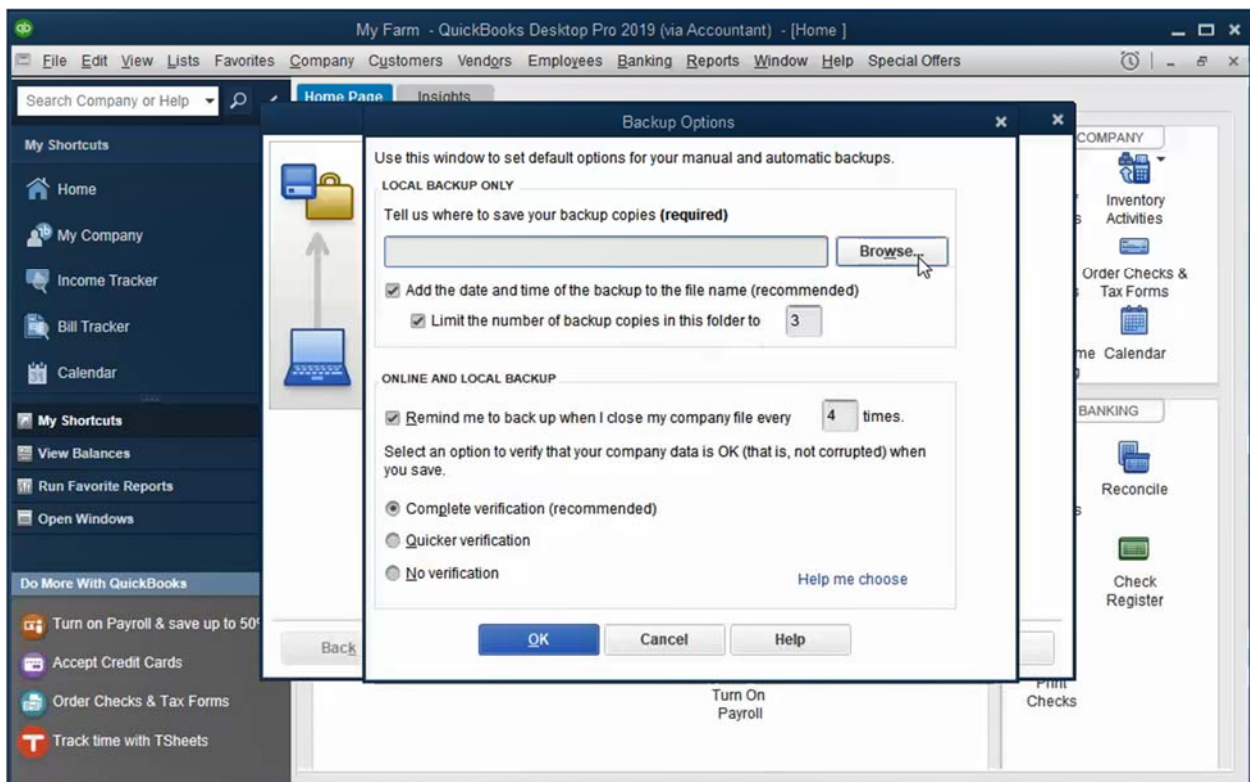 My Farm - QuickBooks Desktop Pro 2019 (via Accountant) - [Home ]
File Edit View Lists Favorites Company Customers Vendors Employees Banking Reports Window Help Special Offers
Search Company or Help
Home Page Insights
My Shortcuts
Home
My Company
Income Tracker
Bill Tracker
Calendar
My Shortcuts
View Balances
Run Favorite Reports
Open Windows
Do More With QuickBooks
Turn on Payroll & save up to 50
Accept Credit Cards
Order Checks & Tax Forms
Track time with TSheets
Back
Backup Options
Use this window to set default options for your manual and automatic backups.
LOCAL BACKUP ONLY
Tell us where to save your backup copies (required)
Browse...
Add the date and time of the backup to the file name (recommended)
Limit the number of backup copies in this folder to 3
ONLINE AND LOCAL BACKUP
Remind me to back up when I close my company file every 4 times.
Select an option to verify that your company data is OK (that is, not corrupted) when
you save.
Complete verification (recommended)
Quicker verification
No verification
Help me choose
OK Cancel Help
Turn On
Payroll
COMPANY
Inventory
Activities
Order Checks &
Tax Forms
Calendar
BANKING
Reconcile
Check
Register
Print
Checks